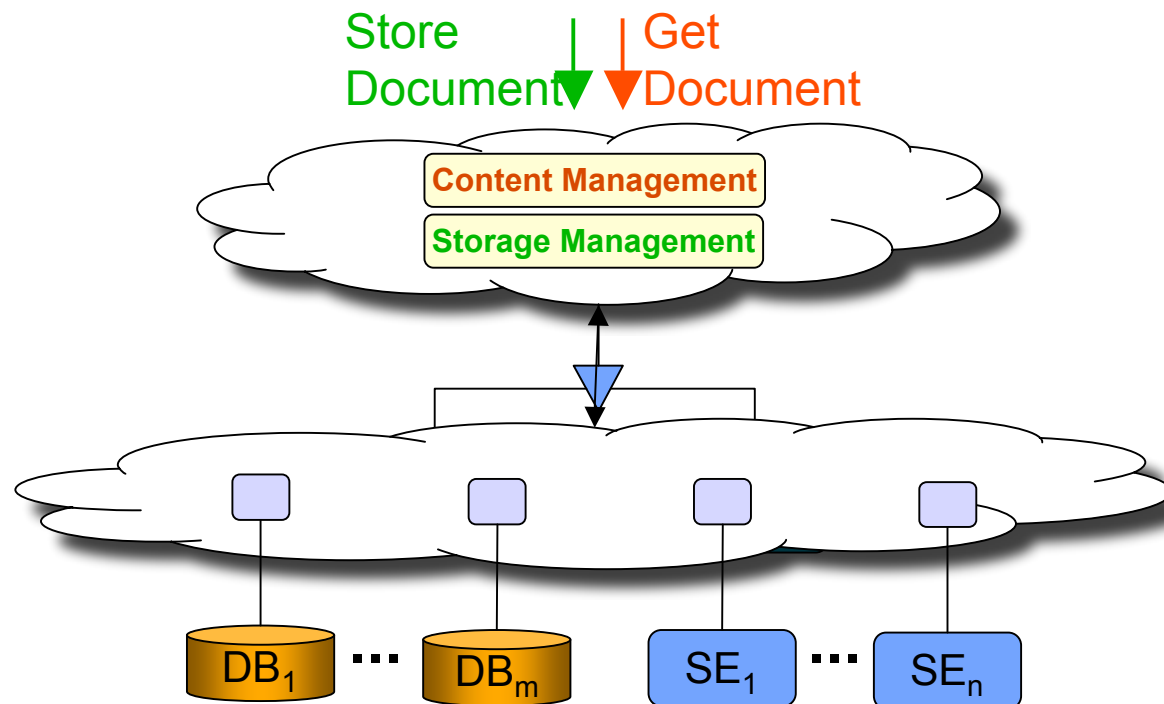 Store
Document
Get
Document
Content Management
Storage Management
DB₁ ... DBₘ SE₁ ... SEₙ